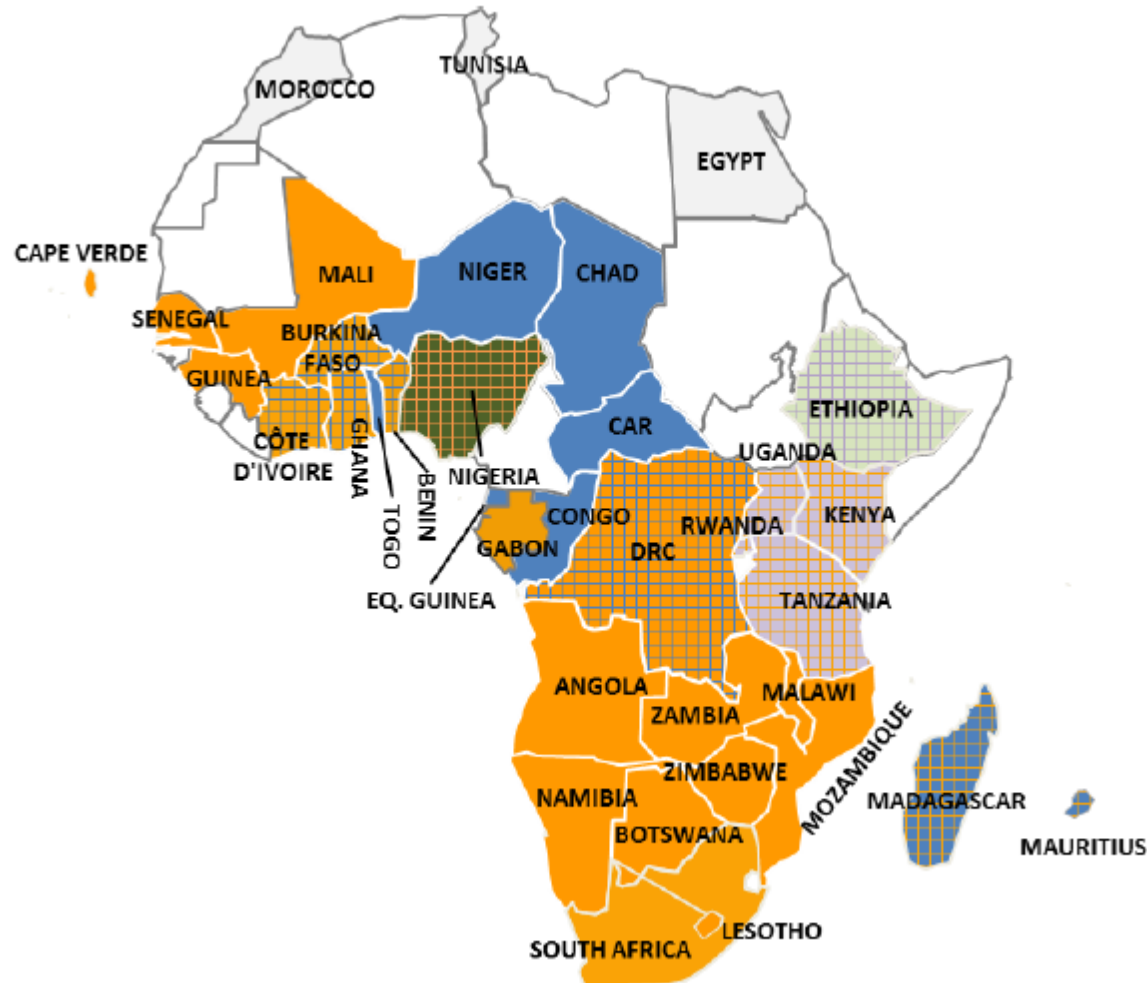 TUNISIA
MOROCCO
EGYPT
CAPE VERDE
MALI
NIGER
CHAD
SENEGAL
BURKINA
FASO
GUINEA
ETHIOPIA
CÔTE
D'IVOIRE
GHANA
TOGO
BENIN
NIGERIA
CAR
UGANDA
KENYA
RWANDA
CONGO
GABON
DRC
EQ. GUINEA
TANZANIA
ANGOLA
MALAWI
ZAMBIA
MOZAMBIQUE
ZIMBABWE
NAMIBIA
BOTSWANA
MADAGASCAR
MAURITIUS
LESOTHO
SOUTH AFRICA